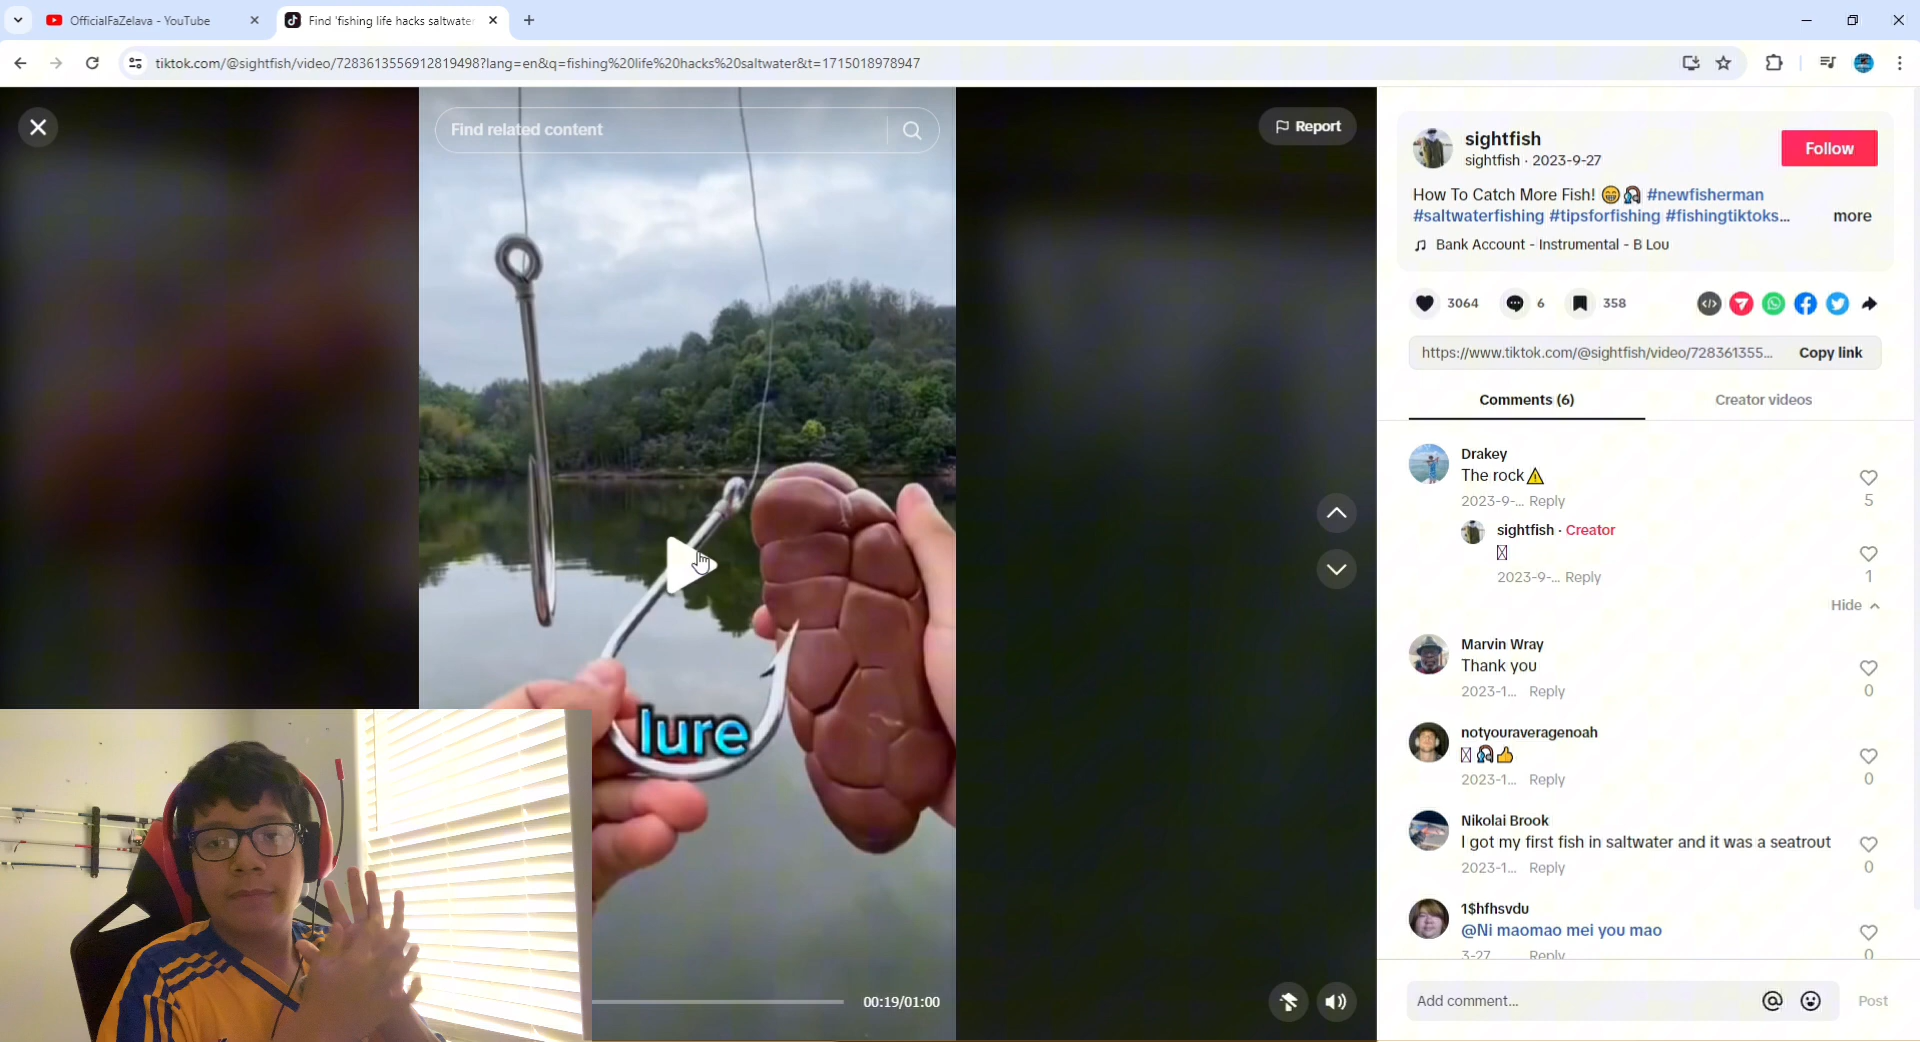 OfficialFaZelava - YouTube
Find 'fishing life hacks saltwater
tiktok.com/@sightfish/video/7283613556912819498?lang=en&q=fishing%20life%20hacks%20saltwater&t=1715018978947
Find related content
Report
lure
00:19/01:00
sightfish
sightfish · 2023-9-27
Follow
How To Catch More Fish! 😁🎣 #newfisherman
#saltwaterfishing #tipsforfishing #fishingtiktoks... more
Bank Account - Instrumental - B Lou
3064
6
358
https://www.tiktok.com/@sightfish/video/728361355...
Copy link
Comments (6)
Creator videos
Drakey
The rock⚠️
2023-9-... Reply
5
sightfish · Creator
2023-9-... Reply
1
Hide
Marvin Wray
Thank you
2023-1... Reply
0
notyouraveragenoah
🎣👍
2023-1... Reply
0
Nikolai Brook
I got my first fish in saltwater and it was a seatrout
2023-1... Reply
0
1$hfhsvdu
@Ni maomao mei you mao
3-27 Reply
0
Add comment...
Post